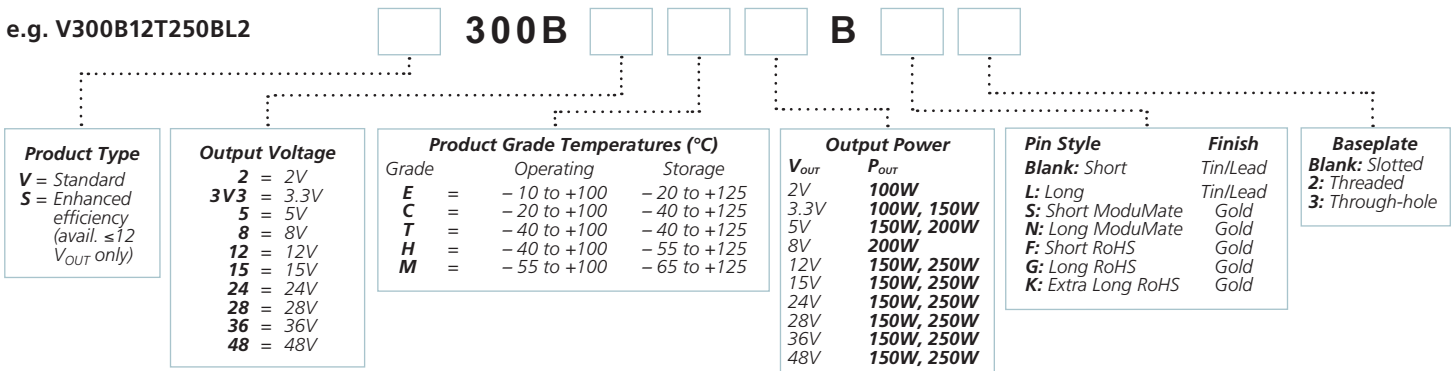 e.g. V300B12T250BL2
300B B
Product Type
V = Standard
S = Enhanced
efficiency
(avail. ≤12
VOUT only)
Output Voltage
2 = 2V
3V3 = 3.3V
5 = 5V
8 = 8V
12 = 12V
15 = 15V
24 = 24V
28 = 28V
36 = 36V
48 = 48V
Product Grade Temperatures (°C)
Grade Operating Storage
E = – 10 to +100 – 20 to +125
C = – 20 to +100 – 40 to +125
T = – 40 to +100 – 40 to +125
H = – 40 to +100 – 55 to +125
M = – 55 to +100 – 65 to +125
Output Power
VOUT POUT
2V 100W
3.3V 100W, 150W
5V 150W, 200W
8V 200W
12V 150W, 250W
15V 150W, 250W
24V 150W, 250W
28V 150W, 250W
36V 150W, 250W
48V 150W, 250W
Pin Style Finish
Blank: Short Tin/Lead
L: Long Tin/Lead
S: Short ModuMate Gold
N: Long ModuMate Gold
F: Short RoHS Gold
G: Long RoHS Gold
K: Extra Long RoHS Gold
Baseplate
Blank: Slotted
2: Threaded
3: Through-hole